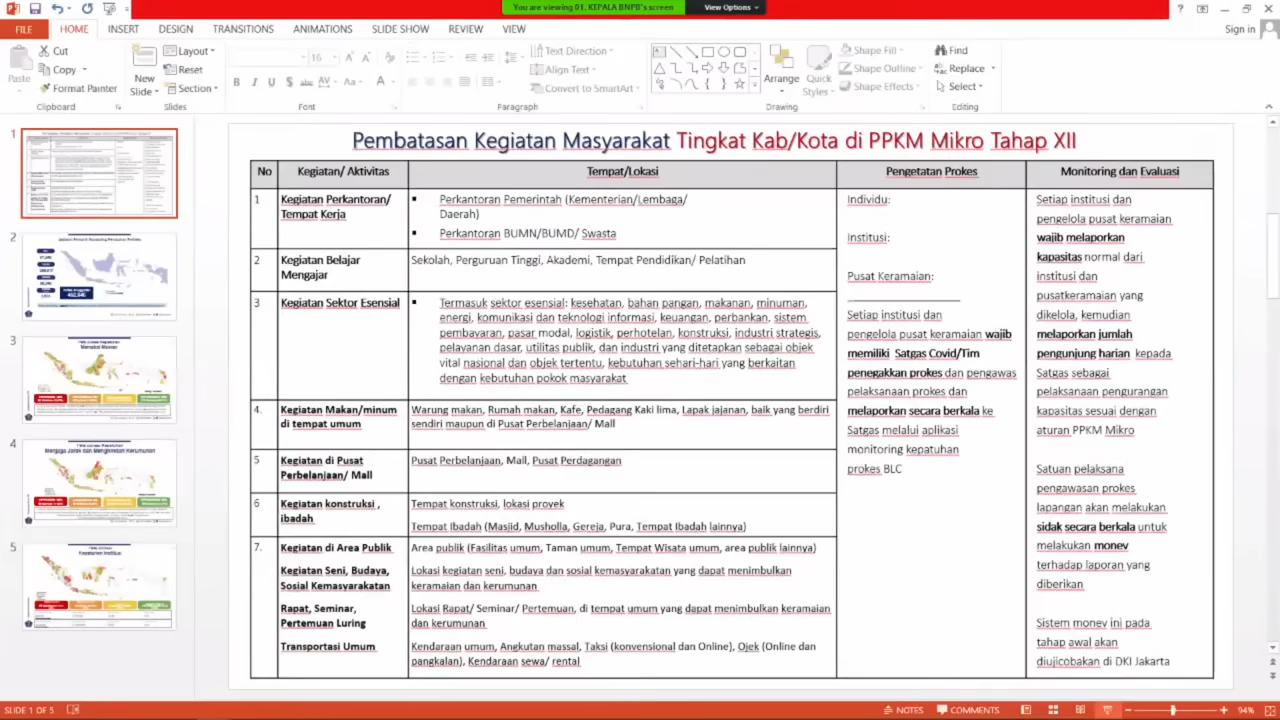 You are viewing 01. KEPALA BNPB's screen
View Options
FILE
HOME
INSERT
DESIGN
TRANSITIONS
ANIMATIONS
SLIDE SHOW
REVIEW
VIEW
Sign in
Paste
Cut
Copy
Format Painter
Clipboard
New
Slide
Layout
Reset
Section
Slides
16
Font
Text Direction
Align Text
Convert to SmartArt
Paragraph
Arrange
Quick
Styles
Shape Fill
Shape Outline
Shape Effects
Drawing
Find
Replace
Select
Editing
1
2
3
4
5
Pembatasan Kegiatan Masyarakat Tingkat Kab/Kota di PPKM Mikro Tahap XII
No
Kegiatan/ Aktivitas
Tempat/Lokasi
Pengetatan Prokes
Monitoring dan Evaluasi
1
Kegiatan Perkantoran/
Tempat Kerja
Perkantoran Pemerintah (Kementerian/Lembaga/
Daerah)
Perkantoran BUMN/BUMD/ Swasta
2
Kegiatan Belajar
Mengajar
Sekolah, Perguruan Tinggi, Akademi, Tempat Pendidikan/ Pelatihan
3
Kegiatan Sektor Esensial
Termasuk sektor esensial: kesehatan, bahan pangan, makanan, minuman,
energi, komunikasi dan teknologi informasi, keuangan, perbankan, sistem
pembayaran, pasar modal, logistik, perhotelan, konstruksi, industri strategis,
pelayanan dasar, utilitas publik, dan industri yang ditetapkan sebagai objek
vital nasional dan objek tertentu, kebutuhan sehari-hari yang berkaitan
dengan kebutuhan pokok masyarakat
4
Kegiatan Makan/minum
di tempat umum
Warung makan, rumah makan, kafe, pedagang Kaki lima, Lapak jajanan, baik yang berdiri
sendiri maupun di Pusat Perbelanjaan/ Mall
5
Kegiatan di Pusat
Perbelanjaan/ Mall
Pusat Perbelanjaan, Mall, Pusat Perdagangan
6
Kegiatan konstruksi ,
ibadah
Tempat konstruksi, lokasi proyek
Tempat Ibadah (Masjid, Musholla, Gereja, Pura, Tempat Ibadah lainnya)
7.
Kegiatan di Area Publik
Area publik (Fasilitas umum, Taman umum, Tempat Wisata umum, area publik lainnya)
Kegiatan Seni, Budaya,
Sosial Kemasyarakatan
Lokasi kegiatan seni, budaya dan sosial kemasyarakatan yang dapat menimbulkan
keramaian dan kerumunan
Rapat, Seminar,
Pertemuan Luring
Lokasi Rapat/ Seminar/ Pertemuan, di tempat umum yang dapat menimbulkan keramaian
dan kerumunan
Transportasi Umum
Kendaraan umum, Angkutan massal, Taksi (konvensional dan Online), Ojek (Online dan
pangkalan), Kendaraan sewa/ rental
Individu:
Institusi:
Pusat Keramaian:
Setiap institusi dan
pengelola pusat keramaian wajib
memiliki Satgas Covid/Tim
penegakkan prokes dan pengawas
pelaksanaan prokes dan
melaporkan secara berkala ke
Satgas melalui aplikasi
monitoring kepatuhan
prokes BLC
Setiap institusi dan
pengelola pusat keramaian
wajib melaporkan
kapasitas normal dari
institusi dan
pusatkeramaian yang
dikelola, kemudian
melaporkan jumlah
pengunjung harian kepada
Satgas sebagai
pelaksanaan pengurangan
kapasitas sesuai dengan
aturan PPKM Mikro
Satuan pelaksana
pengawasan prokes
lapangan akan melakukan
sidak secara berkala untuk
melakukan monev
terhadap laporan yang
diberikan
Sistem monev ini pada
tahap awal akan
diujicobakan di DKI Jakarta
SLIDE 1 OF 5
NOTES
COMMENTS
94%